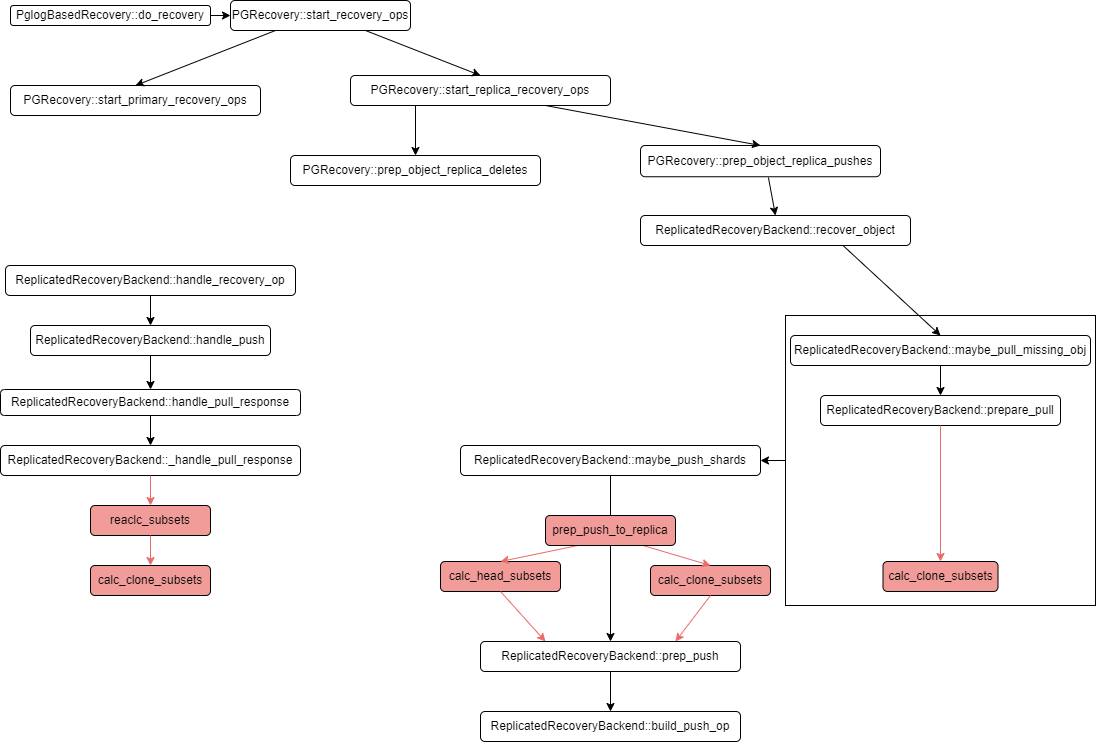 PglogBasedRecovery::do_recovery
PGRecovery::start_recovery_ops
PGRecovery::start_primary_recovery_ops
PGRecovery::start_replica_recovery_ops
PGRecovery::prep_object_replica_deletes
PGRecovery::prep_object_replica_pushes
ReplicatedRecoveryBackend::recover_object
ReplicatedRecoveryBackend::handle_recovery_op
ReplicatedRecoveryBackend::handle_push
ReplicatedRecoveryBackend::handle_pull_response
ReplicatedRecoveryBackend::_handle_pull_response
reaclc_subsets
calc_clone_subsets
ReplicatedRecoveryBackend::maybe_pull_missing_obj
ReplicatedRecoveryBackend::prepare_pull
calc_clone_subsets
ReplicatedRecoveryBackend::maybe_push_shards
prep_push_to_replica
calc_head_subsets
calc_clone_subsets
ReplicatedRecoveryBackend::prep_push
ReplicatedRecoveryBackend::build_push_op